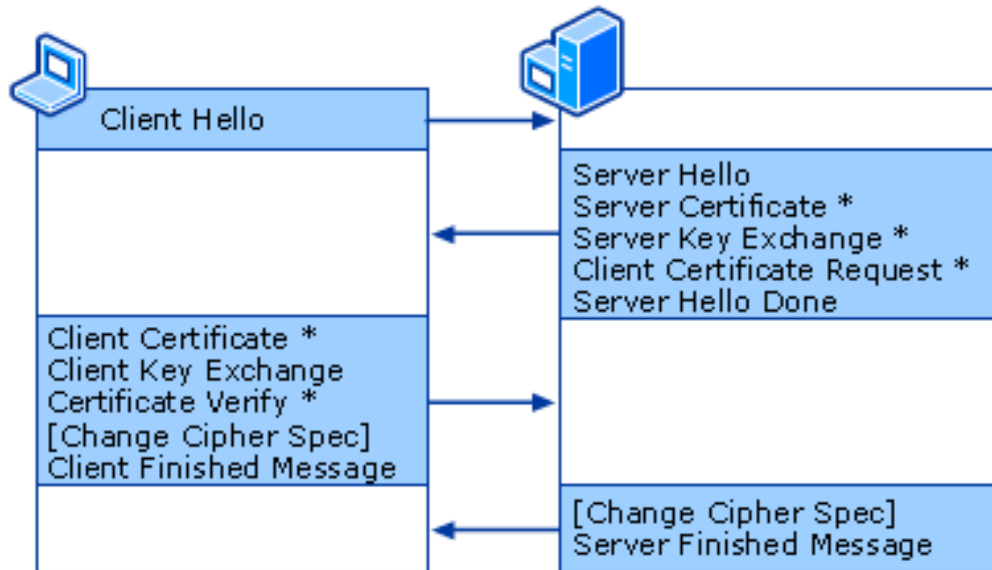 Client Hello
Server Hello
Server Certificate *
Server Key Exchange *
Client Certificate Request *
Server Hello Done
Client Certificate *
Client Key Exchange
Certificate Verify *
[Change Cipher Spec]
Client Finished Message
[Change Cipher Spec]
Server Finished Message